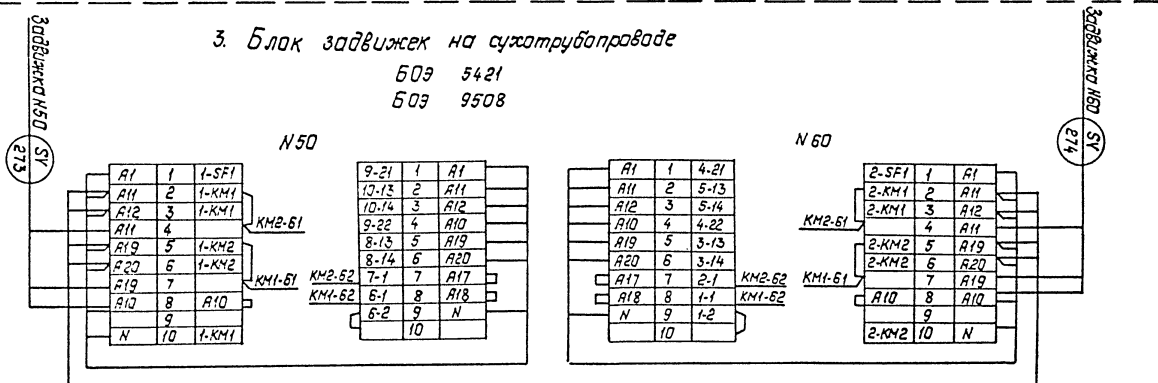 3. Блок задвижек на сухотрубопроводе
БОЭ 5421
БОЭ 9508
Задвижка N50
SY
273
N50
A1 1 1-SF1
A11 2 1-KM1
A12 3 1-KM1
A11 4
A19 5 1-KM2
A20 6 1-KM2
A19 7
A10 8 A10
9
N 10 1-KM1
KM2-61
KM1-61
9-21 1 A1
10-13 2 A11
10-14 3 A12
9-22 4 A10
8-13 5 A19
8-14 6 A20
KM2-62 7-1 7 A17
KM1-62 6-1 8 A18
6-2 9 N
10
N60
A1 1 4-21
A11 2 5-13
A12 3 5-14
A10 4 4-22
A19 5 3-13
A20 6 3-14
A17 7 2-1 KM2-62
A18 8 1-1 KM1-62
N 9 1-2
10
2-SF1 1 A1
2-KM1 2 A11
2-KM1 3 A12
4 A11
2-KM2 5 A19
2-KM2 6 A20
7 A19
A10 8 A10
9
2-KM2 10 N
KM2-61
KM1-61
Задвижка N60
SY
274